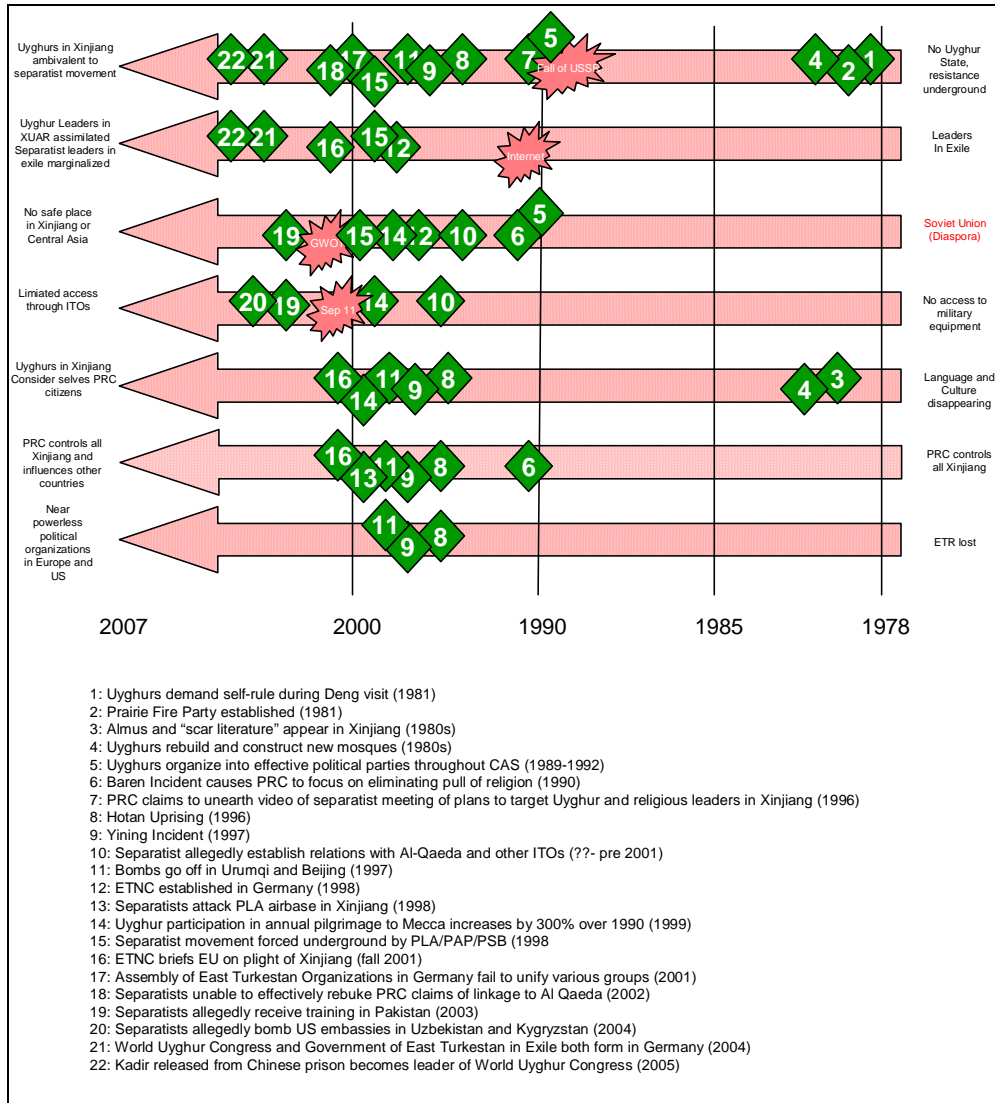 Uyghurs in Xinjiang
ambivalent to
separatist movement
22 21 18 17 15 11 9 8 7 5 Fall of USSR 4 2 1
No Uyghur
State,
resistance
underground
Uyghur Leaders in
XUAR assimilated
Separatist leaders in
exile marginalized
22 21 16 15 12 Internet
Leaders
In Exile
No safe place
in Xinjiang or
Central Asia
19 GWOT 15 14 12 10 6 5
Soviet Union
(Diaspora)
Limiated access
through ITOs
20 19 Sep 11 14 10
No access to
military
equipment
Uyghurs in Xinjiang
Consider selves PRC
citizens
16 14 11 9 8 4 3
Language and
Culture
disappearing
PRC controls all
Xinjiang and
influences other
countries
16 13 11 9 8 6
PRC controls
all Xinjiang
Near
powerless
political
organizations
in Europe and
US
11 9 8
ETR lost
2007 2000 1990 1985 1978
1: Uyghurs demand self-rule during Deng visit (1981)
2: Prairie Fire Party established (1981)
3: Almus and “scar literature” appear in Xinjiang (1980s)
4: Uyghurs rebuild and construct new mosques (1980s)
5: Uyghurs organize into effective political parties throughout CAS (1989-1992)
6: Baren Incident causes PRC to focus on eliminating pull of religion (1990)
7: PRC claims to unearth video of separatist meeting of plans to target Uyghur and religious leaders in Xinjiang (1996)
8: Hotan Uprising (1996)
9: Yining Incident (1997)
10: Separatist allegedly establish relations with Al-Qaeda and other ITOs (??- pre 2001)
11: Bombs go off in Urumqi and Beijing (1997)
12: ETNC established in Germany (1998)
13: Separatists attack PLA airbase in Xinjiang (1998)
14: Uyghur participation in annual pilgrimage to Mecca increases by 300% over 1990 (1999)
15: Separatist movement forced underground by PLA/PAP/PSB (1998
16: ETNC briefs EU on plight of Xinjiang (fall 2001)
17: Assembly of East Turkestan Organizations in Germany fail to unify various groups (2001)
18: Separatists unable to effectively rebuke PRC claims of linkage to Al Qaeda (2002)
19: Separatists allegedly receive training in Pakistan (2003)
20: Separatists allegedly bomb US embassies in Uzbekistan and Kygryzstan (2004)
21: World Uyghur Congress and Government of East Turkestan in Exile both form in Germany (2004)
22: Kadir released from Chinese prison becomes leader of World Uyghur Congress (2005)